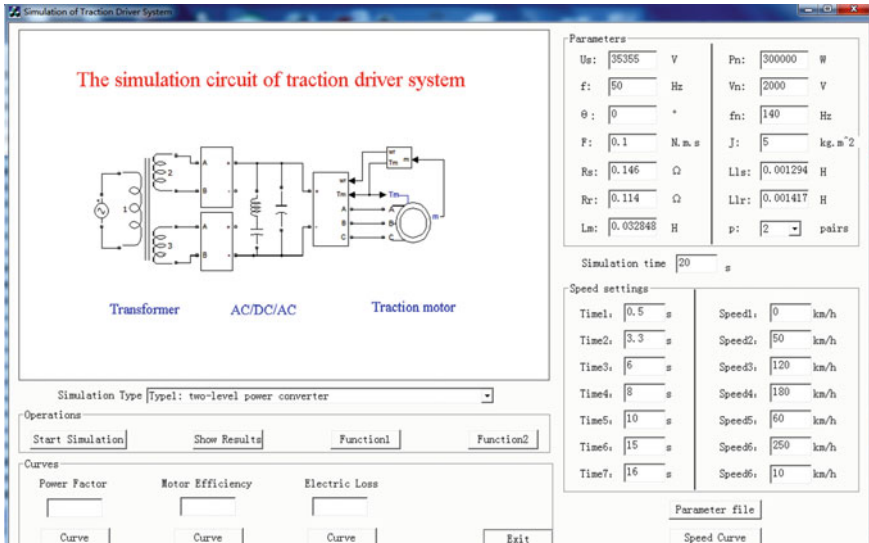 Simulation of Traction Driver System
The simulation circuit of traction driver system
1
2
3
A
B
A
B
+
-
wr
Tm
A
B
C
wr
Tm
m
Tm
A
B
C
m
Transformer
AC/DC/AC
Traction motor
Simulation Type Type1: two-level power converter
Operations
Start Simulation Show Results Function1 Function2
Curves
Power Factor Motor Efficiency Electric Loss
Curve Curve Curve Exit
Parameters
Us: 35355 V Pn: 300000 W
f: 50 Hz Vn: 2000 V
θ: 0 ° fn: 140 Hz
F: 0.1 N.m.s J: 5 kg.m^2
Rs: 0.146 Ω Lls: 0.001294 H
Rr: 0.114 Ω Llr: 0.001417 H
Lm: 0.032848 H p: 2 pairs
Simulation time 20 s
Speed settings
Time1: 0.5 s Speed1: 0 km/h
Time2: 3.3 s Speed2: 50 km/h
Time3: 6 s Speed3: 120 km/h
Time4: 8 s Speed4: 180 km/h
Time5: 10 s Speed5: 60 km/h
Time6: 15 s Speed6: 250 km/h
Time7: 16 s Speed6: 10 km/h
Parameter file
Speed Curve